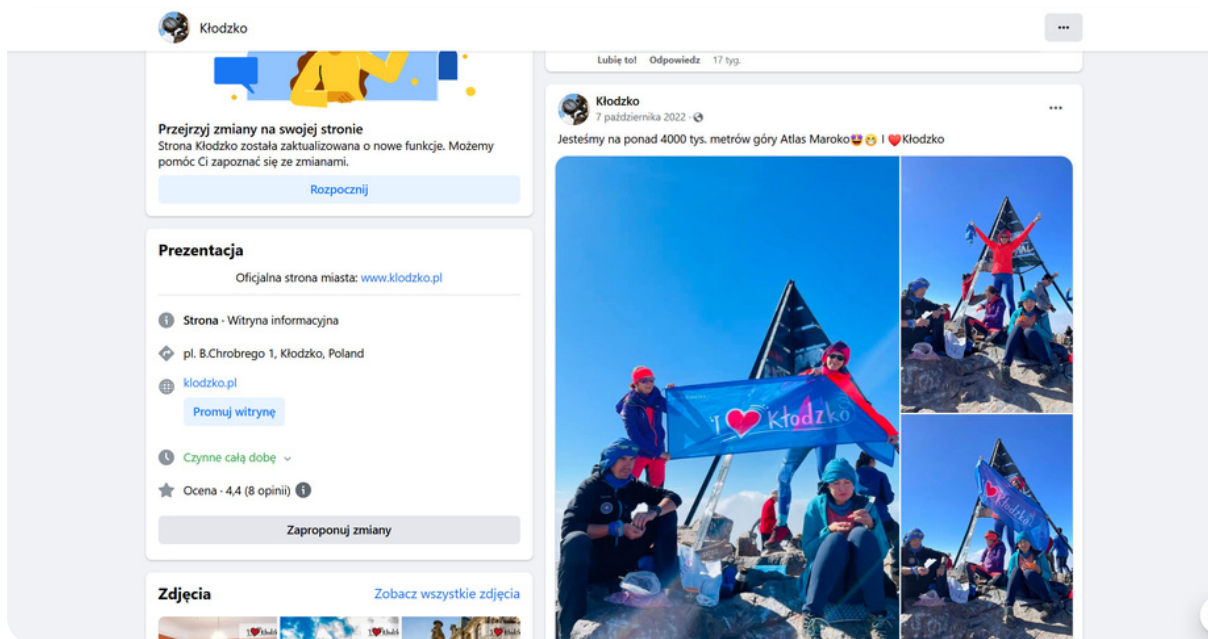 Kłodzko
Przejrzyj zmiany na swojej stronie
Strona Kłodzko została zaktualizowana o nowe funkcje. Możemy
pomóc Ci zapoznać się ze zmianami.
Rozpocznij
Prezentacja
Oficjalna strona miasta: www.klodzko.pl
Strona · Witryna informacyjna
pl. B.Chrobrego 1, Kłodzko, Poland
klodzko.pl
Promuj witrynę
Czynne całą dobę
Ocena · 4,4 (8 opinii)
Zaproponuj zmiany
Zdjęcia
Zobacz wszystkie zdjęcia
Lubię to! Odpowiedz 17 tyg.
Kłodzko
7 października 2022 ·
Jesteśmy na ponad 4000 tys. metrów góry Atlas Maroko🤩😁 I ❤️Kłodzko
I ❤ Kłodzko
I ❤ Kłodzko